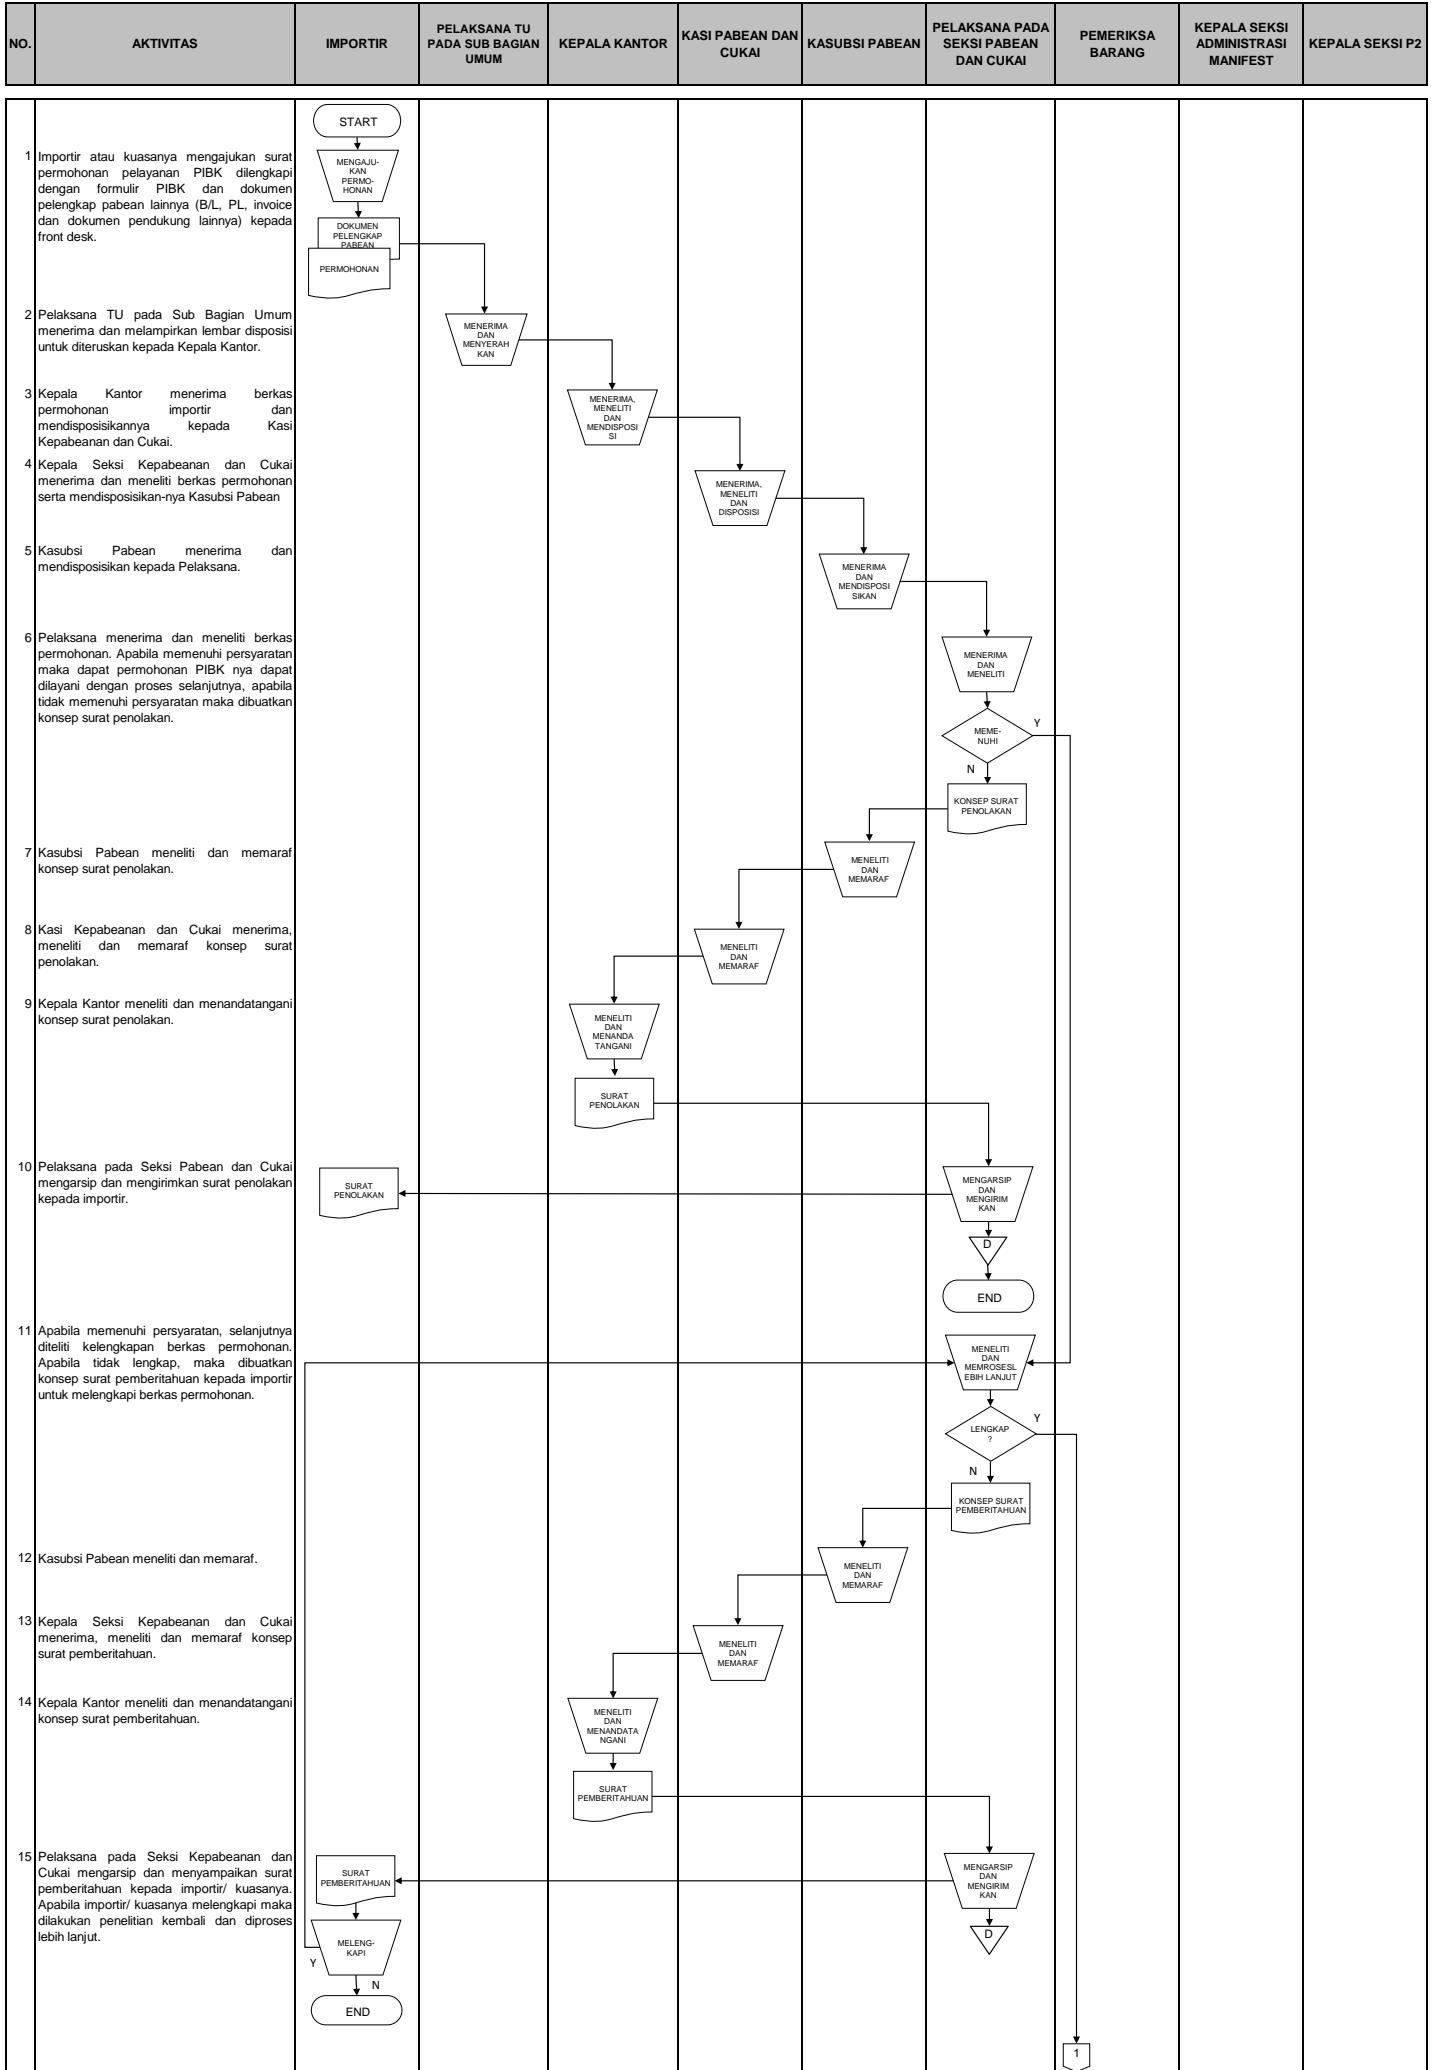 NO.
AKTIVITAS
IMPORTIR
PELAKSANA TU
PADA SUB BAGIAN
UMUM
KEPALA KANTOR
KASI PABEAN DAN
CUKAI
KASUBSI PABEAN
PELAKSANA PADA
SEKSI PABEAN
DAN CUKAI
PEMERIKSA
BARANG
KEPALA SEKSI
ADMINISTRASI
MANIFEST
KEPALA SEKSI P2
START
1 Importir atau kuasanya mengajukan surat
permohonan pelayanan PIBK dilengkapi
dengan formulir PIBK dan dokumen
pelengkap pabean lainnya (B/L, PL, invoice
dan dokumen pendukung lainnya) kepada
front desk.
MENGAJU-
KAN
PERMO-
HONAN
DOKUMEN
PELENGKAP
PABEAN
PERMOHONAN
2 Pelaksana TU pada Sub Bagian Umum
menerima dan melampirkan lembar disposisi
untuk diteruskan kepada Kepala Kantor.
MENERIMA
DAN
MENYERAH
KAN
3 Kepala Kantor menerima berkas
permohonan importir dan
mendisposisikannya kepada Kasi
Kepabeanan dan Cukai.
MENERIMA,
MENELITI
DAN
MENDISPOSI
SI
4 Kepala Seksi Kepabeanan dan Cukai
menerima dan meneliti berkas permohonan
serta mendisposisikan-nya Kasubsi Pabean
MENERIMA,
MENELITI
DAN
DISPOSISI
5 Kasubsi Pabean menerima dan
mendisposisikan kepada Pelaksana.
MENERIMA
DAN
MENDISPOSI
SIKAN
6 Pelaksana menerima dan meneliti berkas
permohonan. Apabila memenuhi persyaratan
maka dapat permohonan PIBK nya dapat
dilayani dengan proses selanjutnya, apabila
tidak memenuhi persyaratan maka dibuatkan
konsep surat penolakan.
MENERIMA
DAN
MENELITI
MEME-
NUHI
Y
N
KONSEP SURAT
PENOLAKAN
7 Kasubsi Pabean meneliti dan memaraf
konsep surat penolakan.
MENELITI
DAN
MEMARAF
8 Kasi Kepabeanan dan Cukai menerima,
meneliti dan memaraf konsep surat
penolakan.
MENELITI
DAN
MEMARAF
9 Kepala Kantor meneliti dan menandatangani
konsep surat penolakan.
MENELITI
DAN
MENANDA
TANGANI
SURAT
PENOLAKAN
10 Pelaksana pada Seksi Pabean dan Cukai
mengarsip dan mengirimkan surat penolakan
kepada importir.
SURAT
PENOLAKAN
MENGARSIP
DAN
MENGIRIM
KAN
D
END
11 Apabila memenuhi persyaratan, selanjutnya
diteliti kelengkapan berkas permohonan.
Apabila tidak lengkap, maka dibuatkan
konsep surat pemberitahuan kepada importir
untuk melengkapi berkas permohonan.
MENELITI
DAN
MEMROSESL
EBIH LANJUT
LENGKAP
?
Y
N
KONSEP SURAT
PEMBERITAHUAN
12 Kasubsi Pabean meneliti dan memaraf.
MENELITI
DAN
MEMARAF
13 Kepala Seksi Kepabeanan dan Cukai
menerima, meneliti dan memaraf konsep
surat pemberitahuan.
MENELITI
DAN
MEMARAF
14 Kepala Kantor meneliti dan menandatangani
konsep surat pemberitahuan.
MENELITI
DAN
MENANDATA
NGANI
SURAT
PEMBERITAHUAN
15 Pelaksana pada Seksi Kepabeanan dan
Cukai mengarsip dan menyampaikan surat
pemberitahuan kepada importir/ kuasanya.
Apabila importir/ kuasanya melengkapi maka
dilakukan penelitian kembali dan diproses
lebih lanjut.
SURAT
PEMBERITAHUAN
MENGARSIP
DAN
MENGIRIM
KAN
D
MELENG-
KAPI
Y
N
END
1